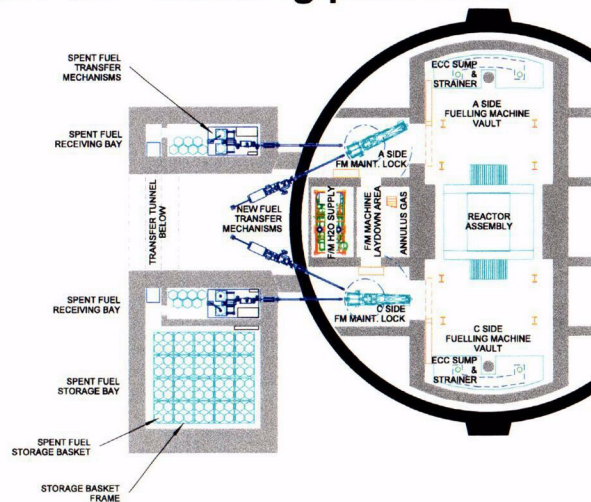 SPENT FUEL
TRANSFER
MECHANISMS
ECC SUMP
&
STRAINER
A SIDE
FUELLING MACHINE
VAULT
SPENT FUEL
RECEIVING BAY
A SIDE
FM MAINT. LOCK
TRANSFER TUNNEL
BELOW
NEW FUEL
TRANSFER
MECHANISMS
F/M H2O SUPPLY
F/M MACHINE
LAYDOWN AREA
ANNULUS GAS
REACTOR
ASSEMBLY
SPENT FUEL
RECEIVING BAY
C SIDE
FM MAINT. LOCK
C SIDE
FUELLING MACHINE
VAULT
ECC SUMP
&
STRAINER
SPENT FUEL
STORAGE BAY
SPENT FUEL
STORAGE BASKET
STORAGE BASKET
FRAME